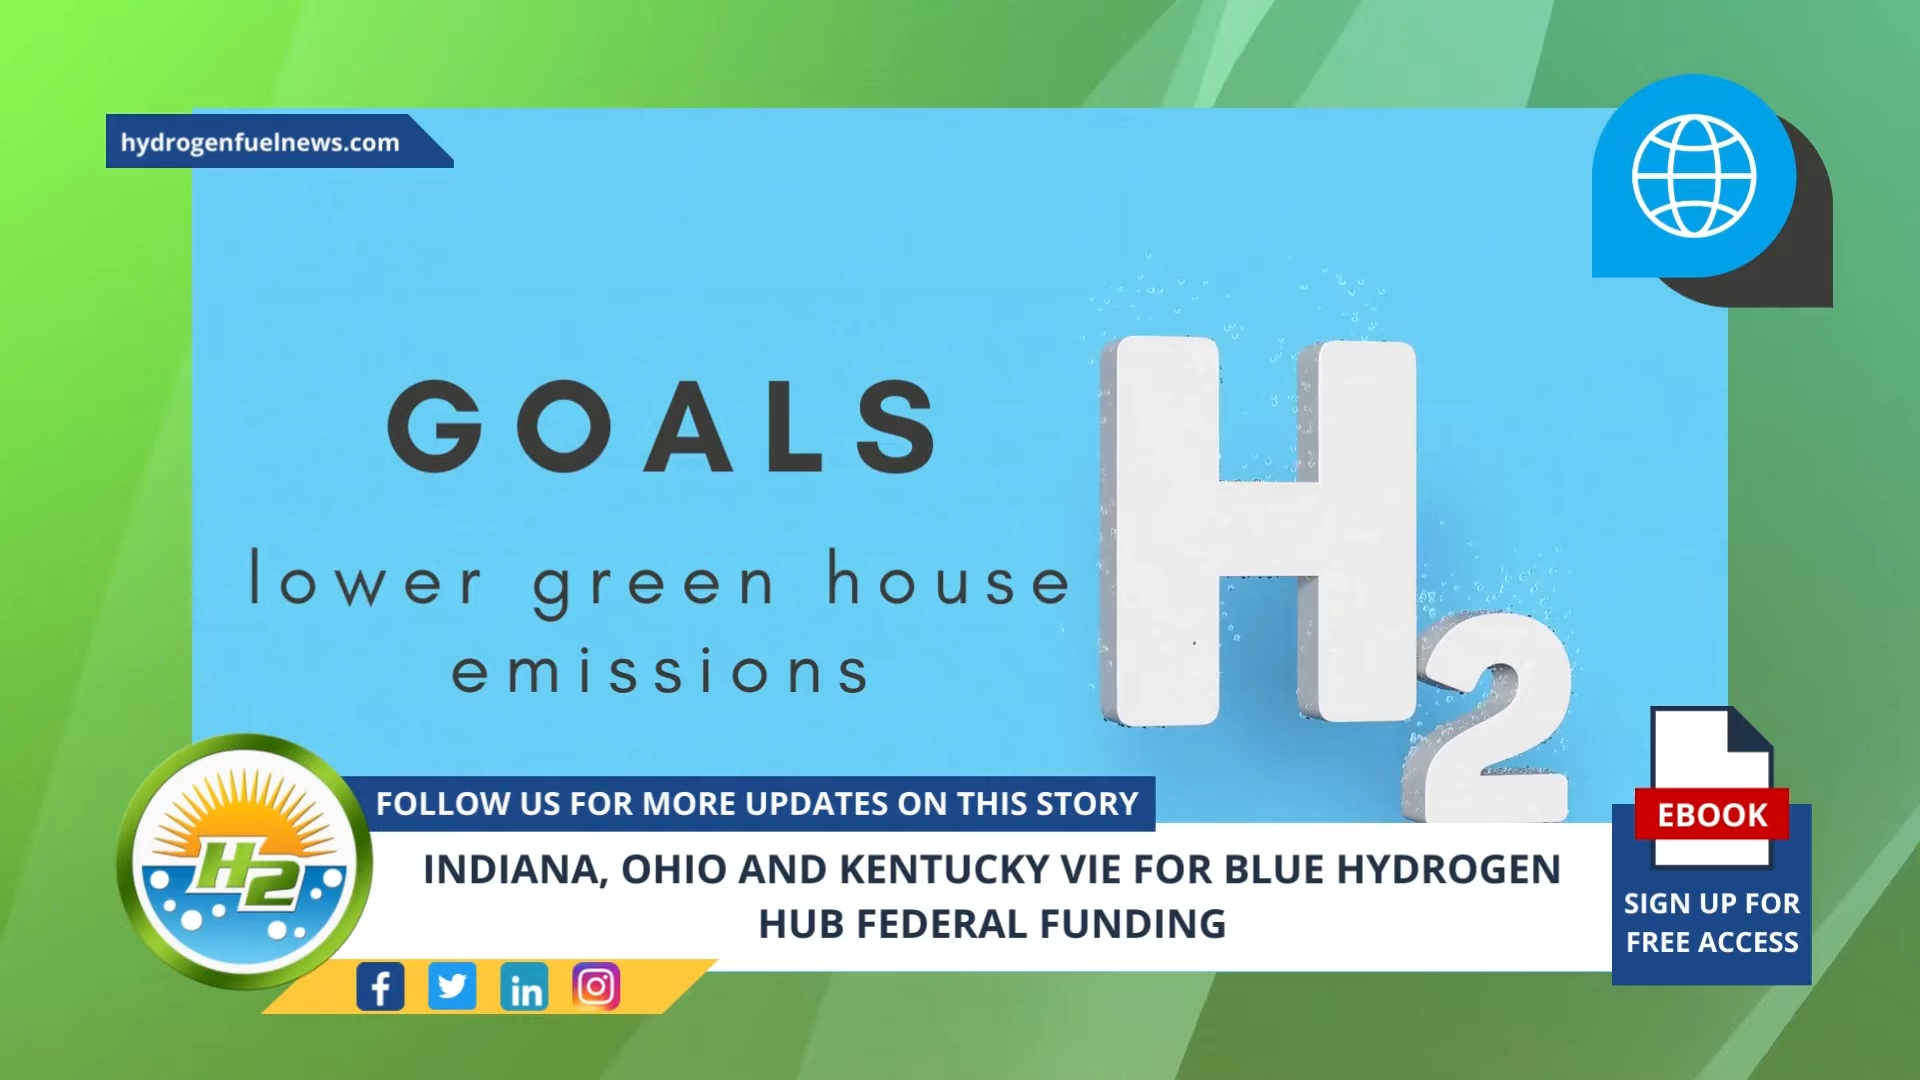 hydrogenfuelnews.com
GOALS
lower green house
emissions
H2
FOLLOW US FOR MORE UPDATES ON THIS STORY
INDIANA, OHIO AND KENTUCKY VIE FOR BLUE HYDROGEN
HUB FEDERAL FUNDING
H2
EBOOK
SIGN UP FOR
FREE ACCESS
f
in